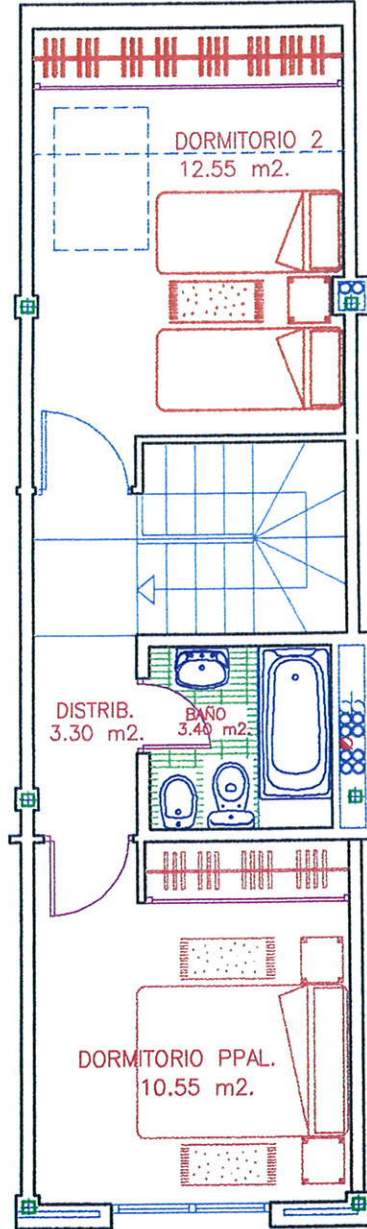 DORMITORIO 2
12.55 m2.
DISTRIB.
3.30 m2.
BAÑO
3.40 m2.
DORMITORIO PPAL.
10.55 m2.